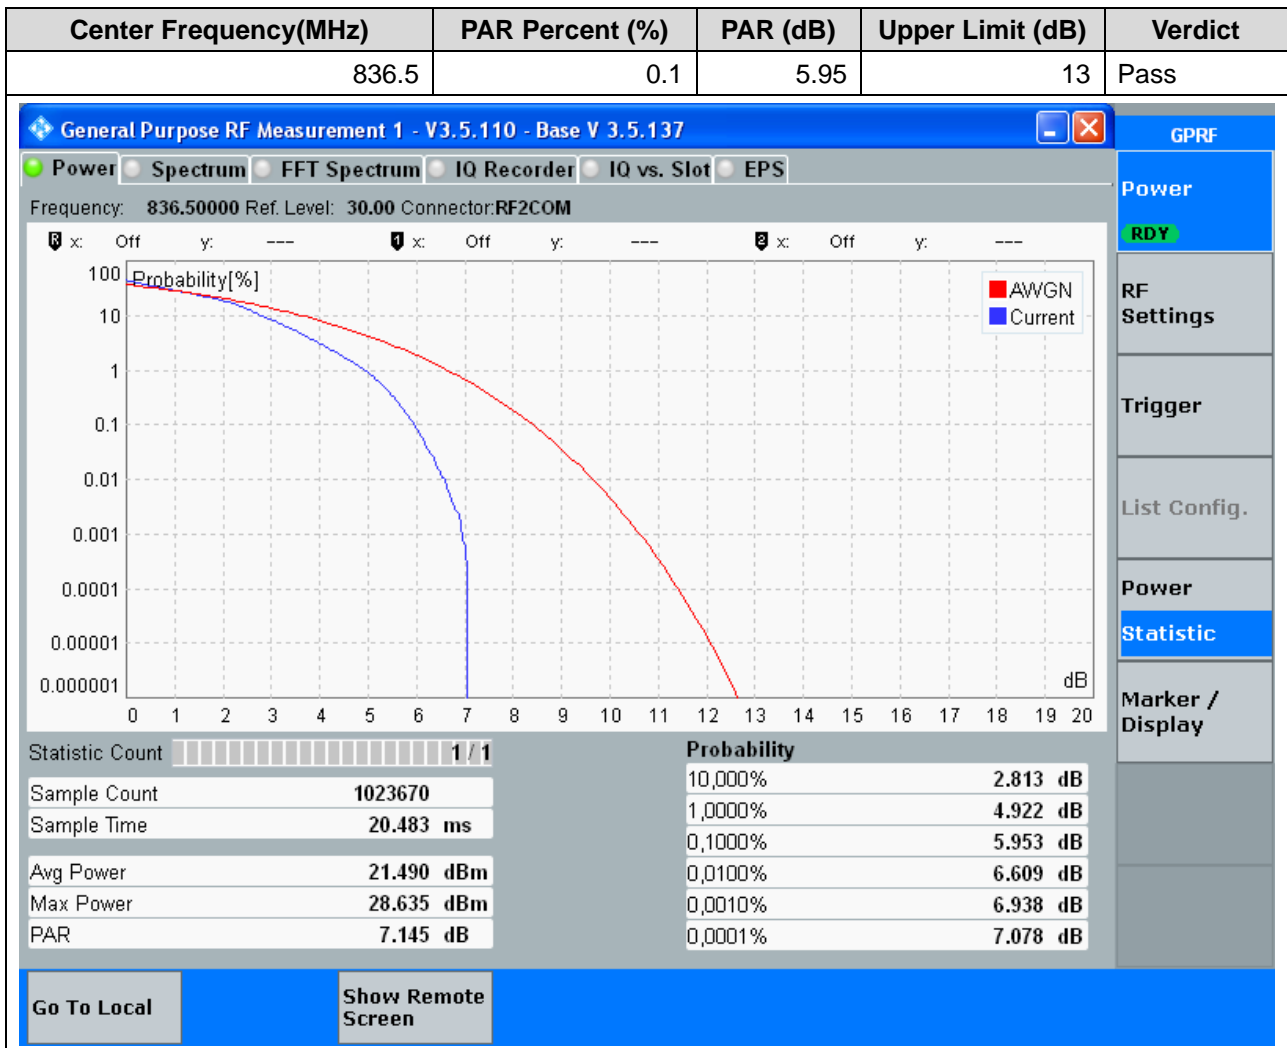 Center Frequency(MHz) PAR Percent (%) PAR (dB) Upper Limit (dB) Verdict
836.5 0.1 5.95 13 Pass
General Purpose RF Measurement 1 - V3.5.110 - Base V 3.5.137
GPRF
Power Spectrum FFT Spectrum IQ Recorder IQ vs. Slot EPS
Power
RDY
Frequency: 836.50000 Ref. Level: 30.00 Connector:RF2COM
R x: Off y: --- 1 x: Off y: --- 2 x: Off y: ---
Probability[%]
AWGN
Current
100
10
1
0.1
0.01
0.001
0.0001
0.00001
0.000001
dB
0 1 2 3 4 5 6 7 8 9 10 11 12 13 14 15 16 17 18 19 20
RF
Settings
Trigger
List Config.
Power
Statistic
Marker /
Display
Statistic Count 1 / 1
Sample Count 1023670
Sample Time 20.483 ms
Avg Power 21.490 dBm
Max Power 28.635 dBm
PAR 7.145 dB
Probability
10,000% 2.813 dB
1,0000% 4.922 dB
0,1000% 5.953 dB
0,0100% 6.609 dB
0,0010% 6.938 dB
0,0001% 7.078 dB
Go To Local
Show Remote
Screen